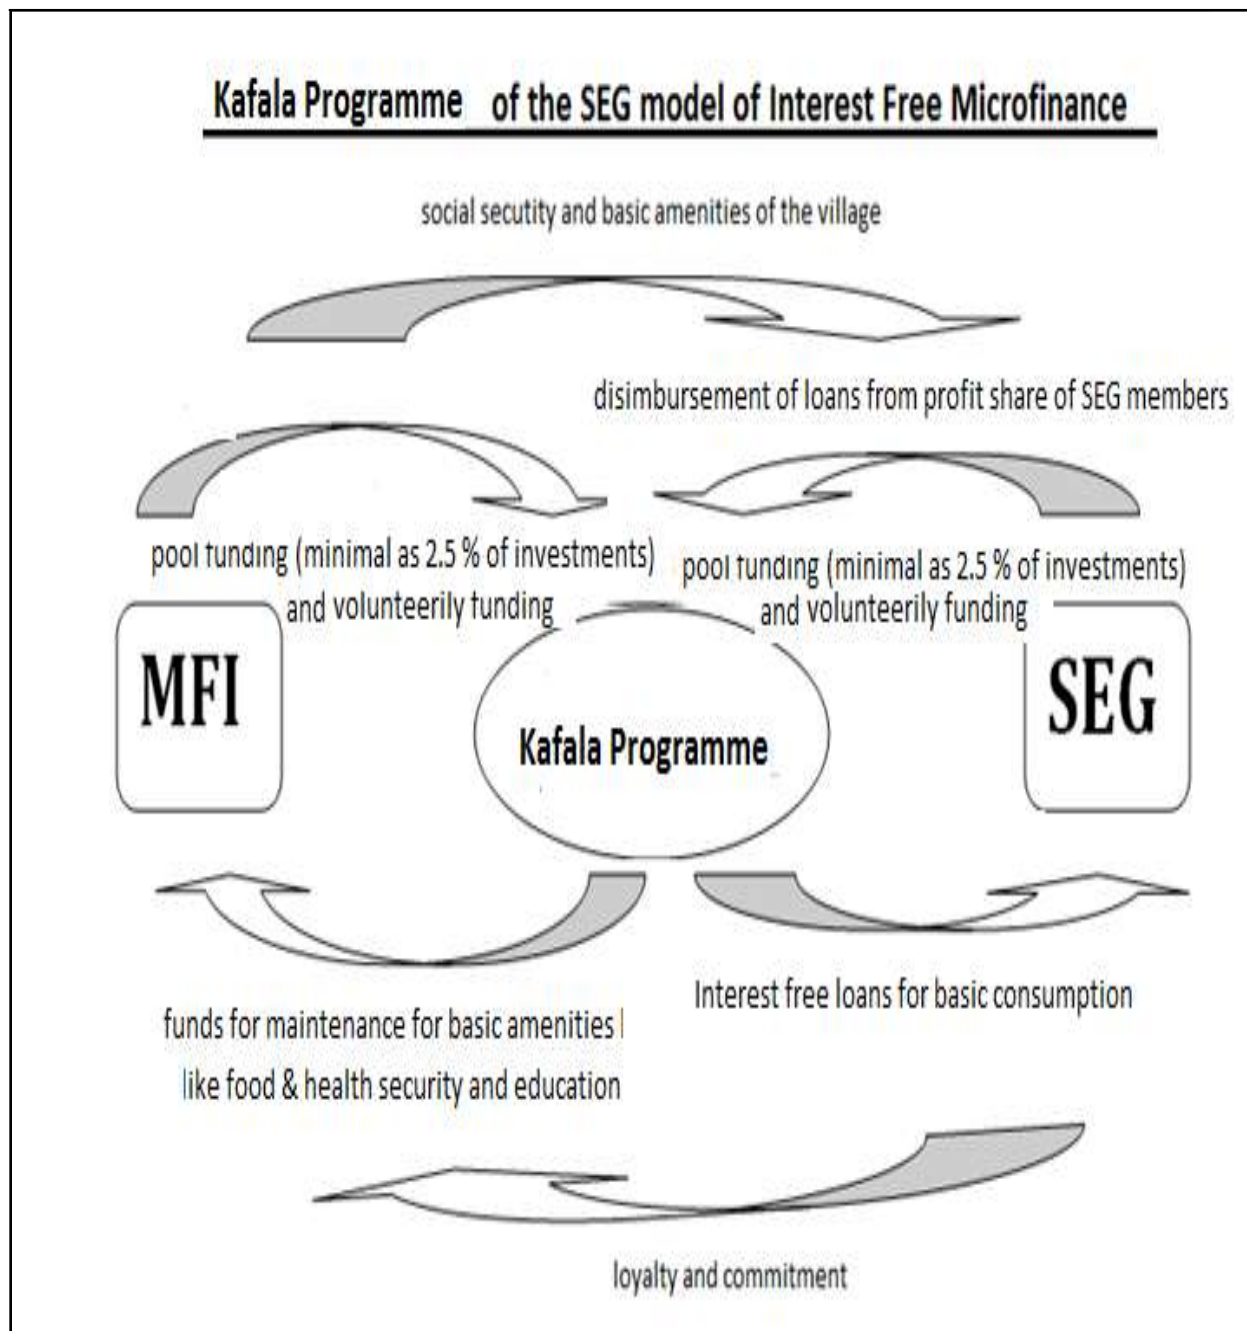 Kafala Programme of the SEG model of Interest Free Microfinance
social secutity and basic amenities of the village
disimbursement of loans from profit share of SEG members
pool funding (minimal as 2.5 % of investments)
and volunteerily funding
pool funding (minimal as 2.5 % of investments)
and volunteerily funding
MFI
Kafala Programme
SEG
funds for maintenance for basic amenities
like food & health security and education
Interest free loans for basic consumption
loyalty and commitment